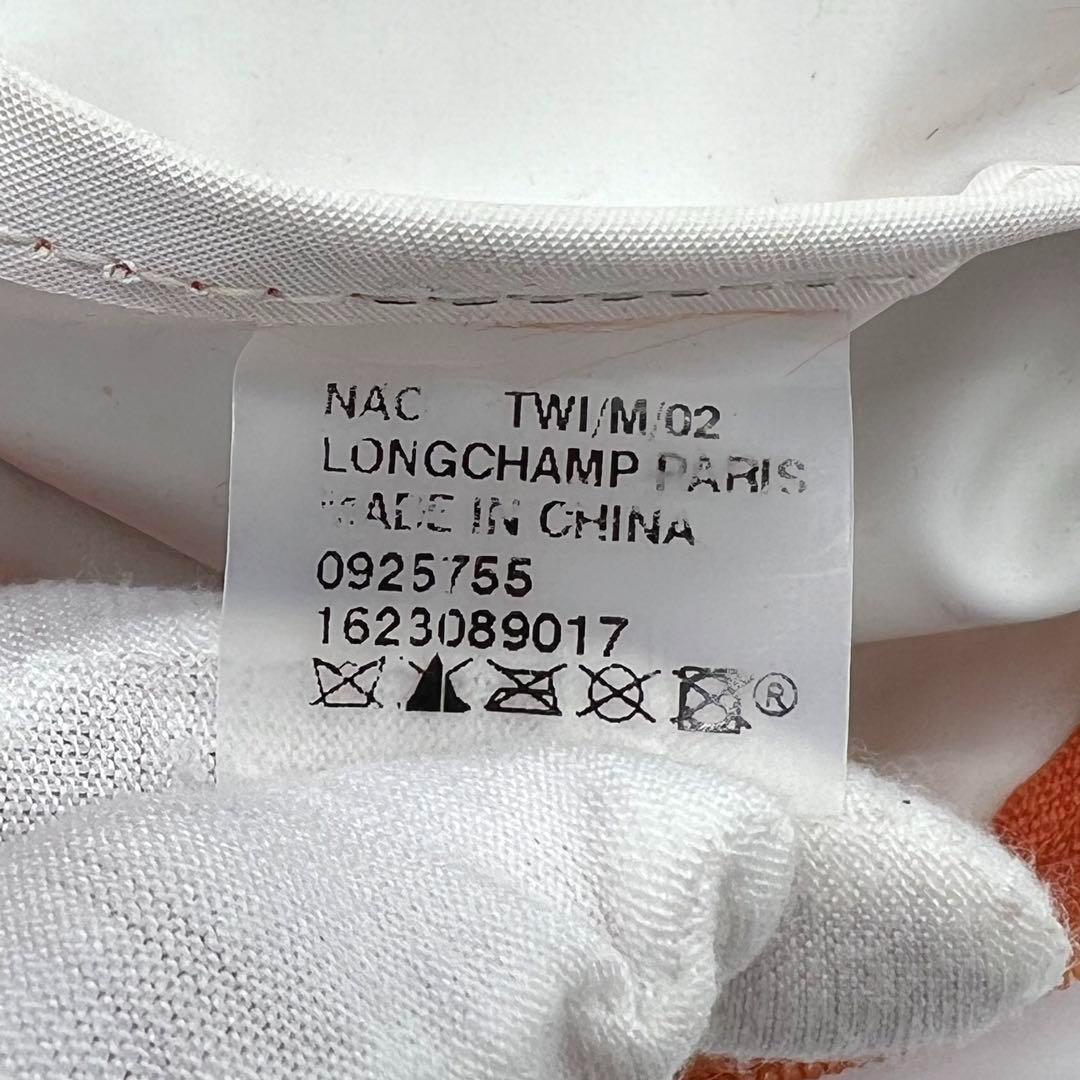 NAC TWI/M/02
LONGCHAMP PARIS
MADE IN CHINA
0925755
1623089017
®